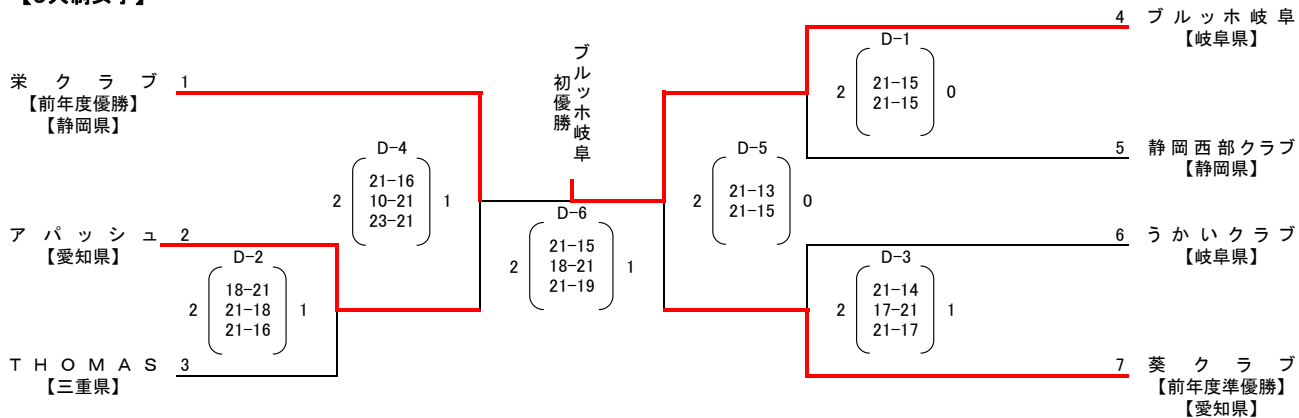 栄クラブ 1
【前年度優勝】
【静岡県】
アパッシュ 2
【愛知県】
THOMAS 3
【三重県】
D-2
2 18-21 1
21-18
21-16
D-4
2 21-16 1
10-21
23-21
ブルッホ岐阜
初優勝
D-6
2 21-15 1
18-21
21-19
D-5
2 21-13 0
21-15
D-1
2 21-15 0
21-15
D-3
2 21-14 1
17-21
21-17
4 ブルッホ岐阜
【岐阜県】
5 静岡西部クラブ
【静岡県】
6 うかいクラブ
【岐阜県】
7 葵クラブ
【前年度準優勝】
【愛知県】